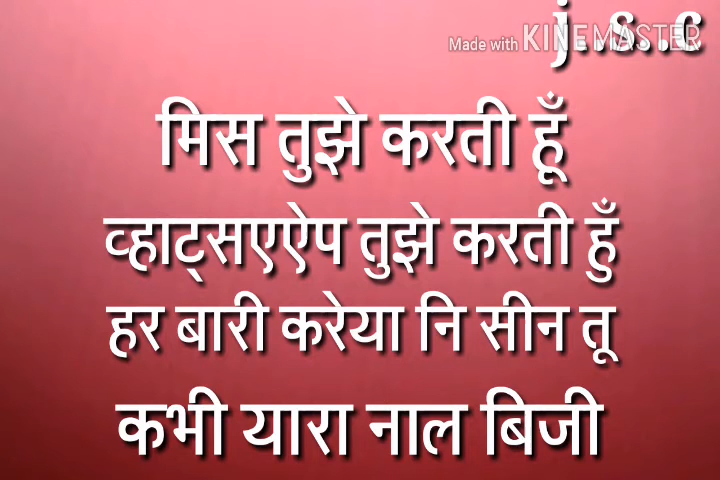 j..s..c
Made with KINEMASTER
मिस तुझे करती हूँ
व्हाट्सएऐप तुझे करती हुँ
हर बारी करेया नि सीन तू
कभी यारा नाल बिजी